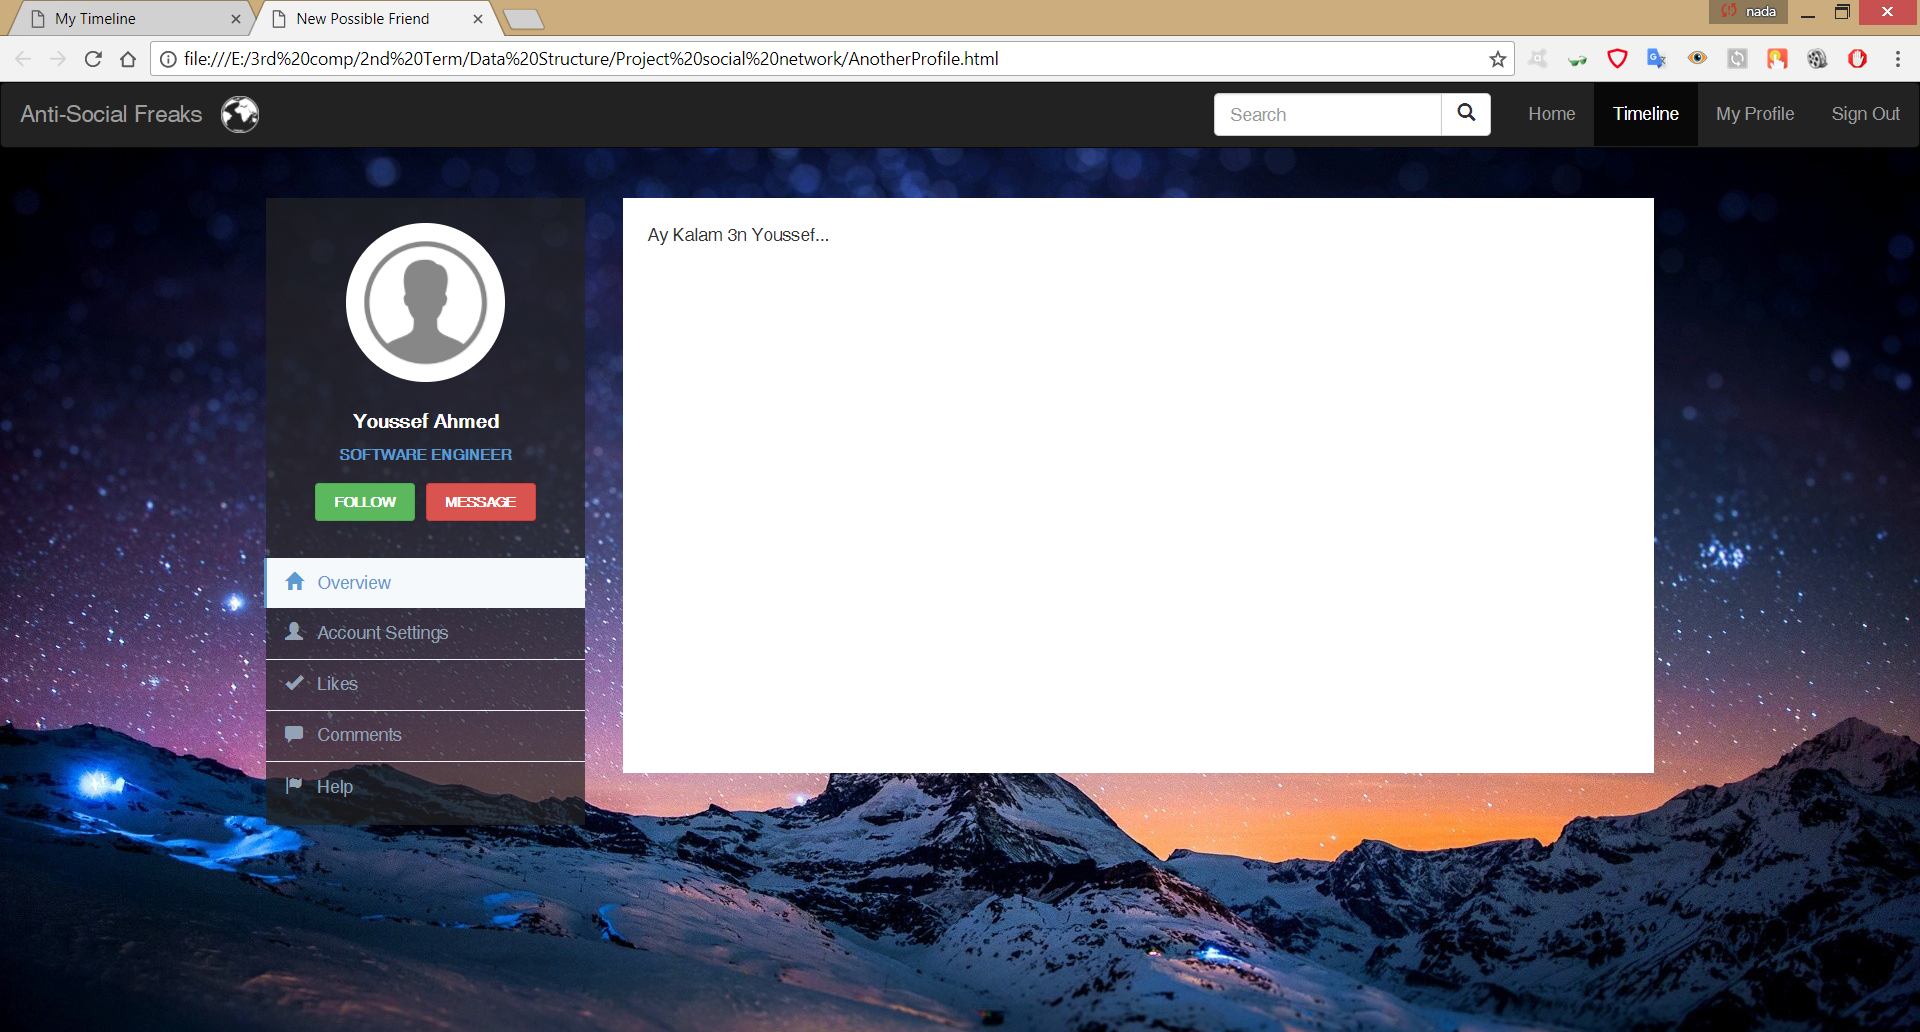 My Timeline
New Possible Friend
nada
file:///E:/3rd%20comp/2nd%20Term/Data%20Structure/Project%20social%20network/AnotherProfile.html
Anti-Social Freaks
Search
Home
Timeline
My Profile
Sign Out
Youssef Ahmed
SOFTWARE ENGINEER
FOLLOW
MESSAGE
Overview
Account Settings
Likes
Comments
Help
Ay Kalam 3n Youssef...